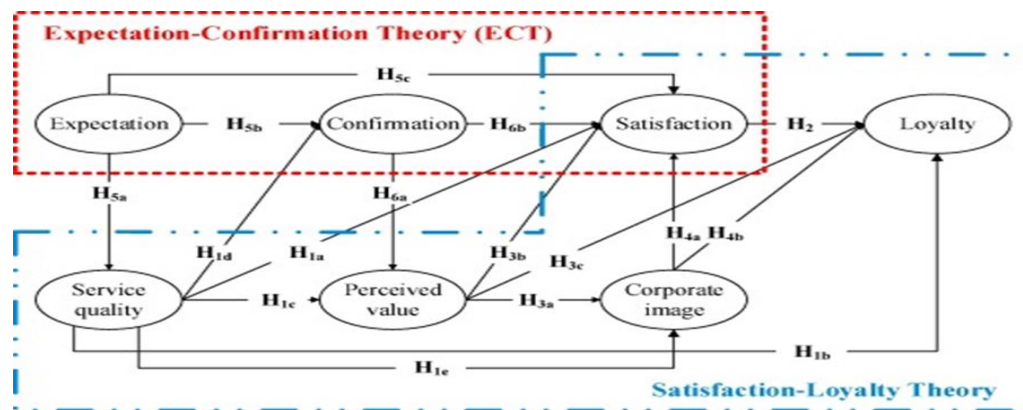 Expectation-Confirmation Theory (ECT)
H5c
Expectation
H5b
Confirmation
H6b
Satisfaction
H2
Loyalty
H5a
H6a
H1d
H1a
H3b
H3c
H4a
H4b
Service
quality
H1c
Perceived
value
H3a
Corporate
image
H1b
H1e
Satisfaction-Loyalty Theory